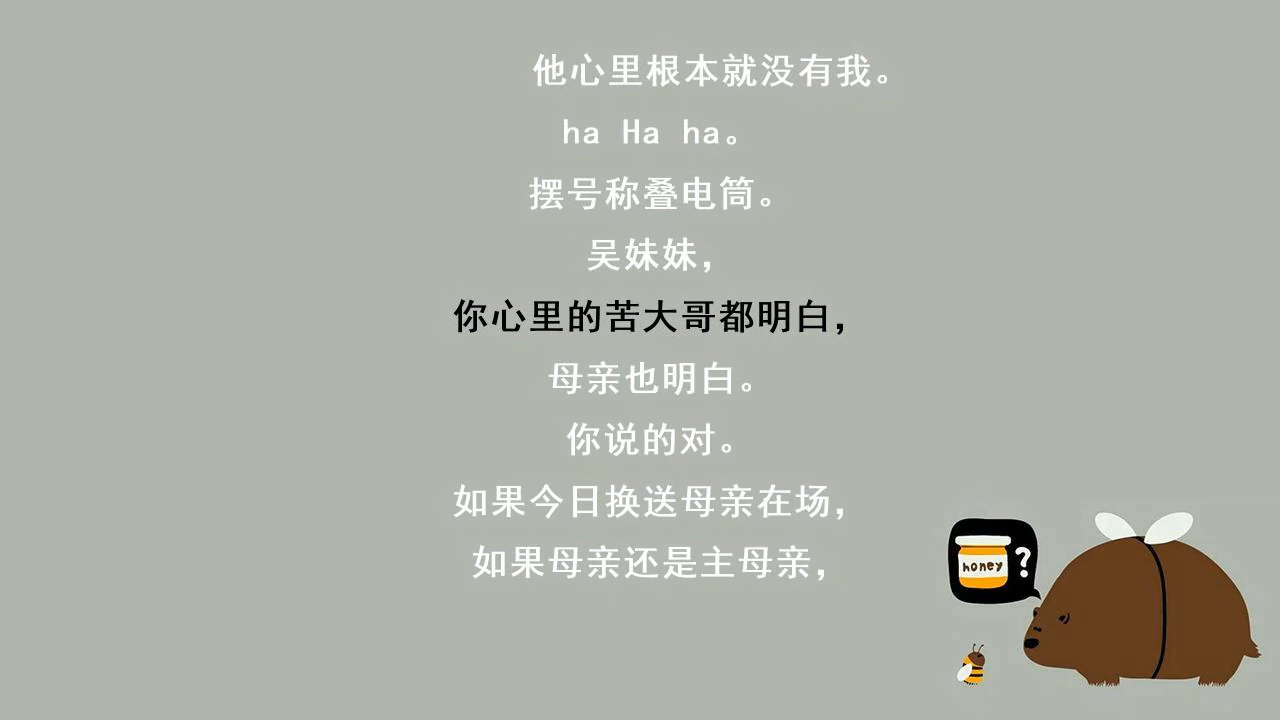 他心里根本就没有我。
ha Ha ha。
摆号称叠电筒。
吴妹妹，
你心里的苦大哥都明白，
母亲也明白。
你说的对。
如果今日换送母亲在场，
如果母亲还是主母亲，
honey ?